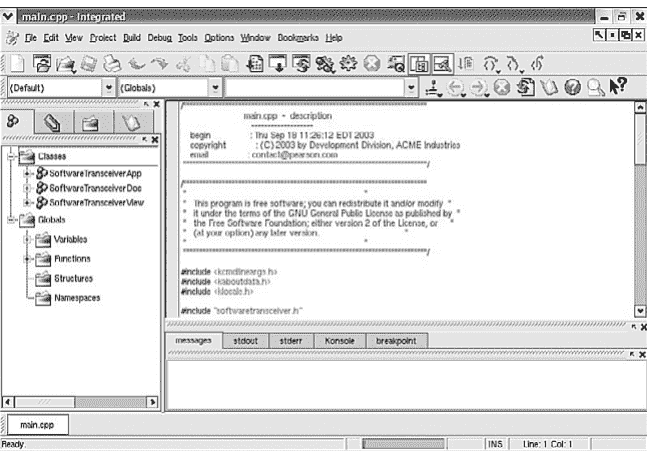 main.cpp - Integrated
File Edit View Project Build Debug Tools Options Window Bookmarks Help
(Default) (Globals)
main.cpp - description
-------------------
begin : Thu Sep 18 11:26:12 EDT 2003
copyright : (C) 2003 by Development Division, ACME Industries
email : contact@pearson.com
* This program is free software; you can redistribute it and/or modify *
* it under the terms of the GNU General Public License as published by *
* the Free Software Foundation; either version 2 of the License, or *
* (at your option) any later version. *
#include <kcmdlineargs.h>
#include <kaboutdata.h>
#include <klocale.h>
#include "softwaretransceiver.h"
Classes
SoftwareTransceiverApp
SoftwareTransceiverDoc
SoftwareTransceiverView
Globals
Variables
Functions
Structures
Namespaces
messages stdout stderr Konsole breakpoint
main.cpp
Ready. INS Line: 1 Col: 1